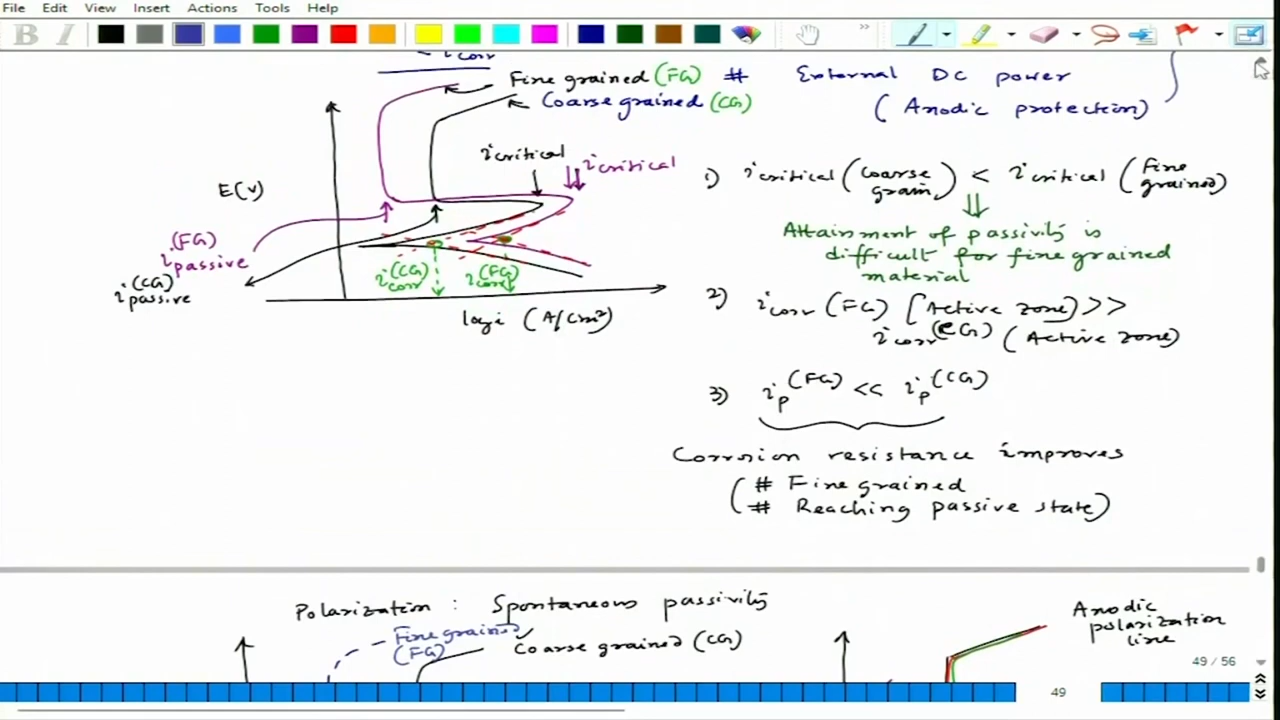 File Edit View Insert Actions Tools Help
B I
i corr
Fine grained (FG) # External DC power
Coarse grained (CG) (Anodic protection)
i critical
i critical
E(v)
i passive (FG)
i passive (CG)
i corr (CG)
i corr (FG)
log i (A/cm²)
1) i critical (coarse grain) < i critical (Fine grained)
⇓
Attainment of passivity is
difficult for fine grained
material
2) i corr (FG) [Active zone) >>
i corr (CG) (Active zone)
3) i p (FG) << i p (CG)
Corrosion resistance improves
(# Fine grained
# Reaching passive state)
Polarization : Spontaneous passivity
Fine grained (FG)
Coarse grained (CG)
Anodic
polarization
line
49 / 56
49